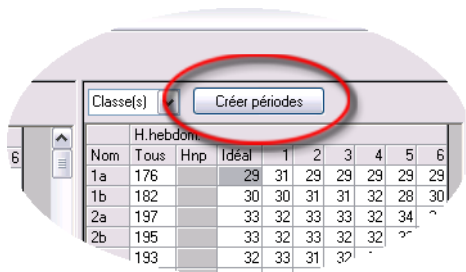 Classe(s) Créer périodes
H.hebdom.
6 Nom Tous Hnp Idéal 1 2 3 4 5 6
1a 176 29 31 29 29 29 29 29
1b 182 30 30 31 31 32 28 30
2a 197 33 32 33 33 32 34
2b 195 33 32 33 32 32
193 32 33 31 32